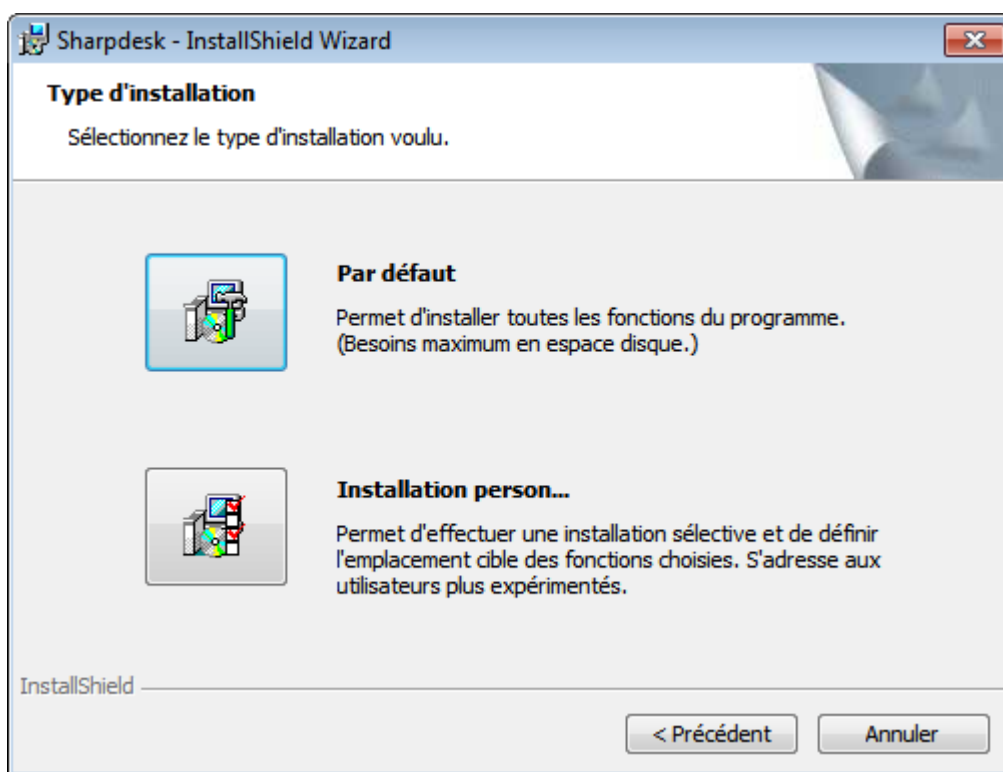 Sharpdesk - InstallShield Wizard
Type d'installation
Sélectionnez le type d'installation voulu.
Par défaut
Permet d'installer toutes les fonctions du programme.
(Besoins maximum en espace disque.)
Installation person...
Permet d'effectuer une installation sélective et de définir
l'emplacement cible des fonctions choisies. S'adresse aux
utilisateurs plus expérimentés.
InstallShield
< Précédent
Annuler